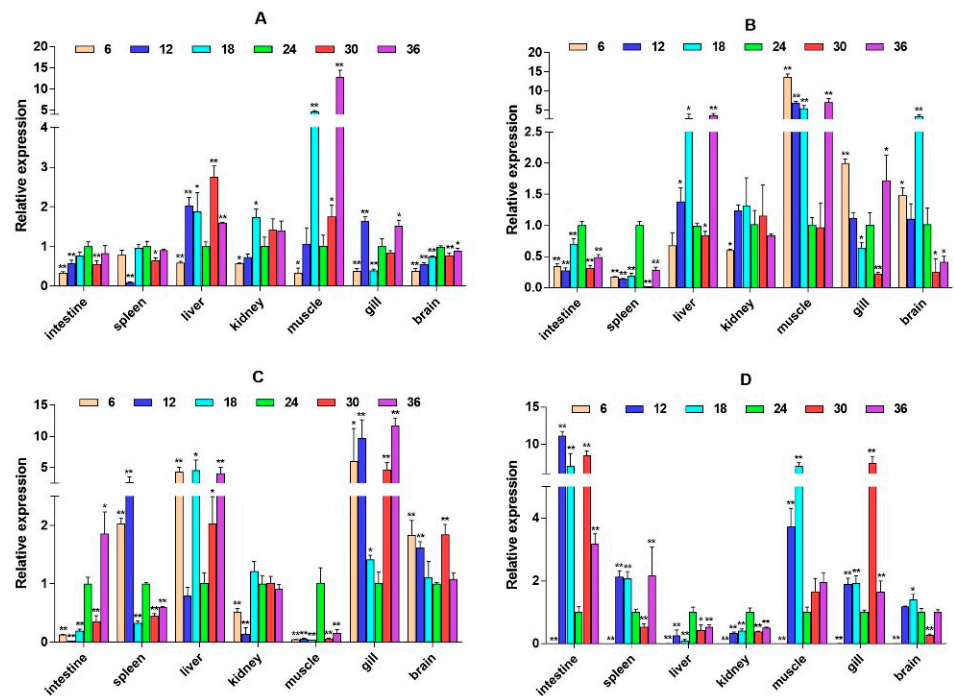 A
6 12 18 24 30 36
Relative expression
20
15
10
5
4
3
2
1
0
** ** ** ** * ** * ** ** * * * * ** * ** * ** ** ** * ** ** ** *
intestine spleen liver kidney muscle gill brain
B
6 12 18 24 30 36
Relative expression
20
15
10
5
2.5
2.0
1.5
1.0
0.5
0.0
** ** * ** ** ** ** ** ** ** * * * ** * ** ** ** ** ** * ** * * ** * *
intestine spleen liver kidney muscle gill brain
C
6 12 18 24 30 36
Relative expression
15
10
5
2
1
0
** ** ** ** * ** ** ** ** ** ** * * ** ** ** ** ** ** ** * * ** * ** ** ** ** **
intestine spleen liver kidney muscle gill brain
D
6 12 18 24 30 36
Relative expression
15
10
4
2
0
** ** ** ** ** ** ** ** ** ** ** ** ** * ** ** ** ** ** ** ** ** ** ** ** ** ** ** ** ** * **
intestine spleen liver kidney muscle gill brain